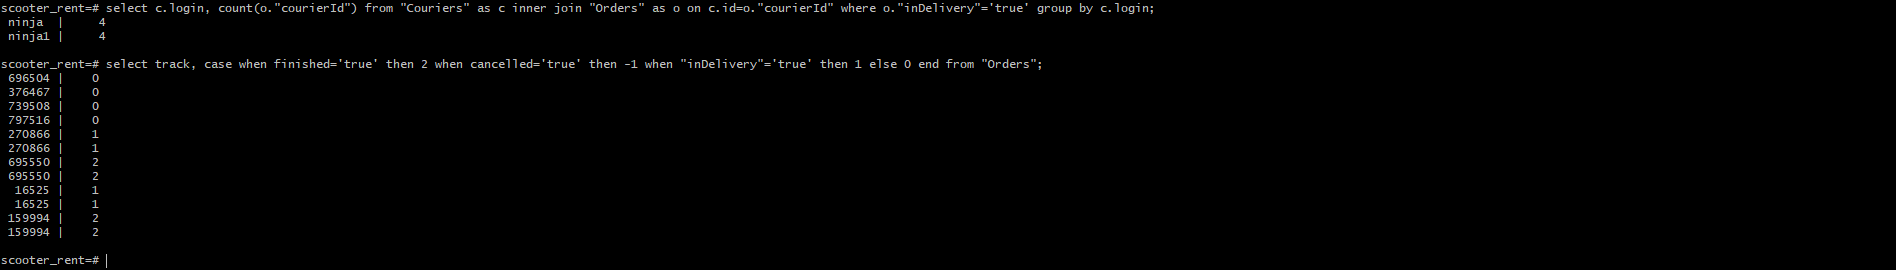 scooter_rent=# select c.login, count(o."courierId") from "Couriers" as c inner join "Orders" as o on c.id=o."courierId" where o."inDelivery"='true' group by c.login;
ninja | 4
ninja1 | 4
scooter_rent=# select track, case when finished='true' then 2 when cancelled='true' then -1 when "inDelivery"='true' then 1 else 0 end from "Orders";
696504 | 0
376467 | 0
739508 | 0
797516 | 0
270866 | 1
270866 | 1
695550 | 2
695550 | 2
16525 | 1
16525 | 1
159994 | 2
159994 | 2
scooter_rent=#